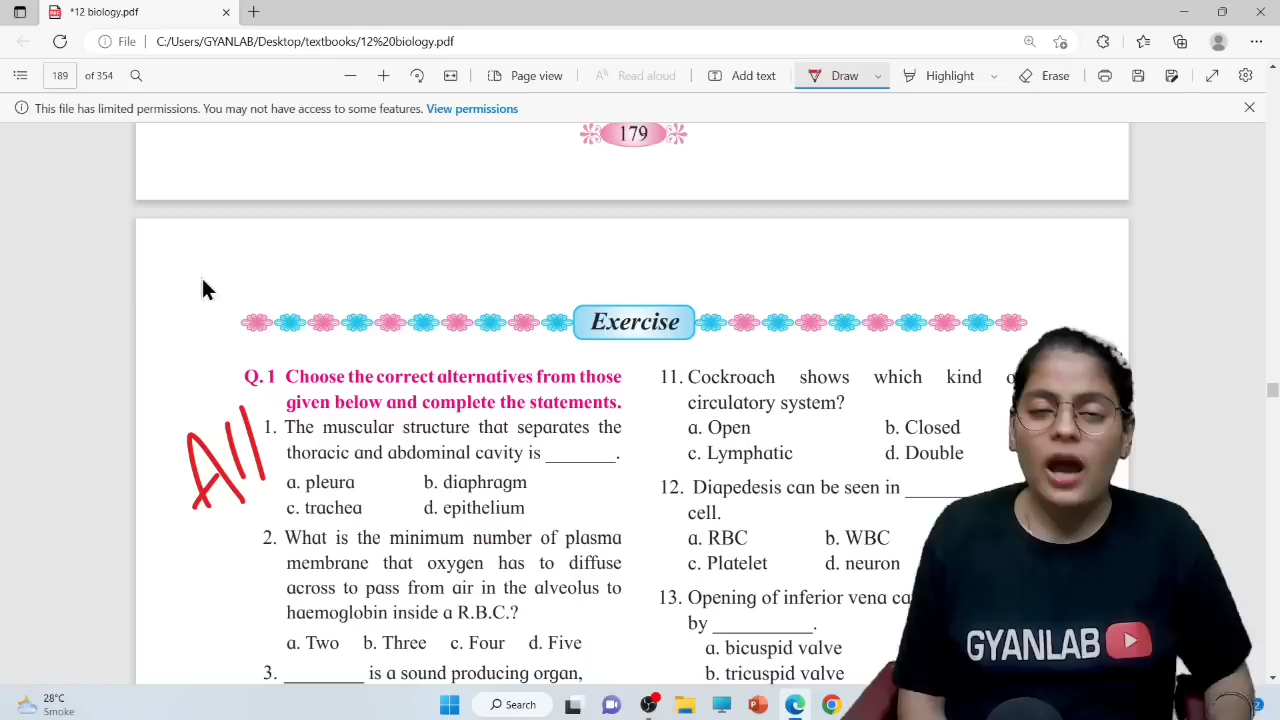 *12 biology.pdf
File
C:/Users/GYANLAB/Desktop/textbooks/12%20biology.pdf
189 of 354
Page view
Read aloud
Add text
Draw
Highlight
Erase
This file has limited permissions. You may not have access to some features. View permissions
179
Exercise
Q. 1 Choose the correct alternatives from those
given below and complete the statements.
All
1. The muscular structure that separates the
thoracic and abdominal cavity is _______.
a. pleura b. diaphragm
c. trachea d. epithelium
2. What is the minimum number of plasma
membrane that oxygen has to diffuse
across to pass from air in the alveolus to
haemoglobin inside a R.B.C.?
a. Two b. Three c. Four d. Five
3. ________ is a sound producing organ,
11. Cockroach shows which kind
circulatory system?
a. Open b. Closed
c. Lymphatic d. Double
12. Diapedesis can be seen in ______
cell.
a. RBC b. WBC
c. Platelet d. neuron
13. Opening of inferior vena
by __________.
a. bicuspid valve
b. tricuspid valve
GYANLAB
28°C
Smoke
Search